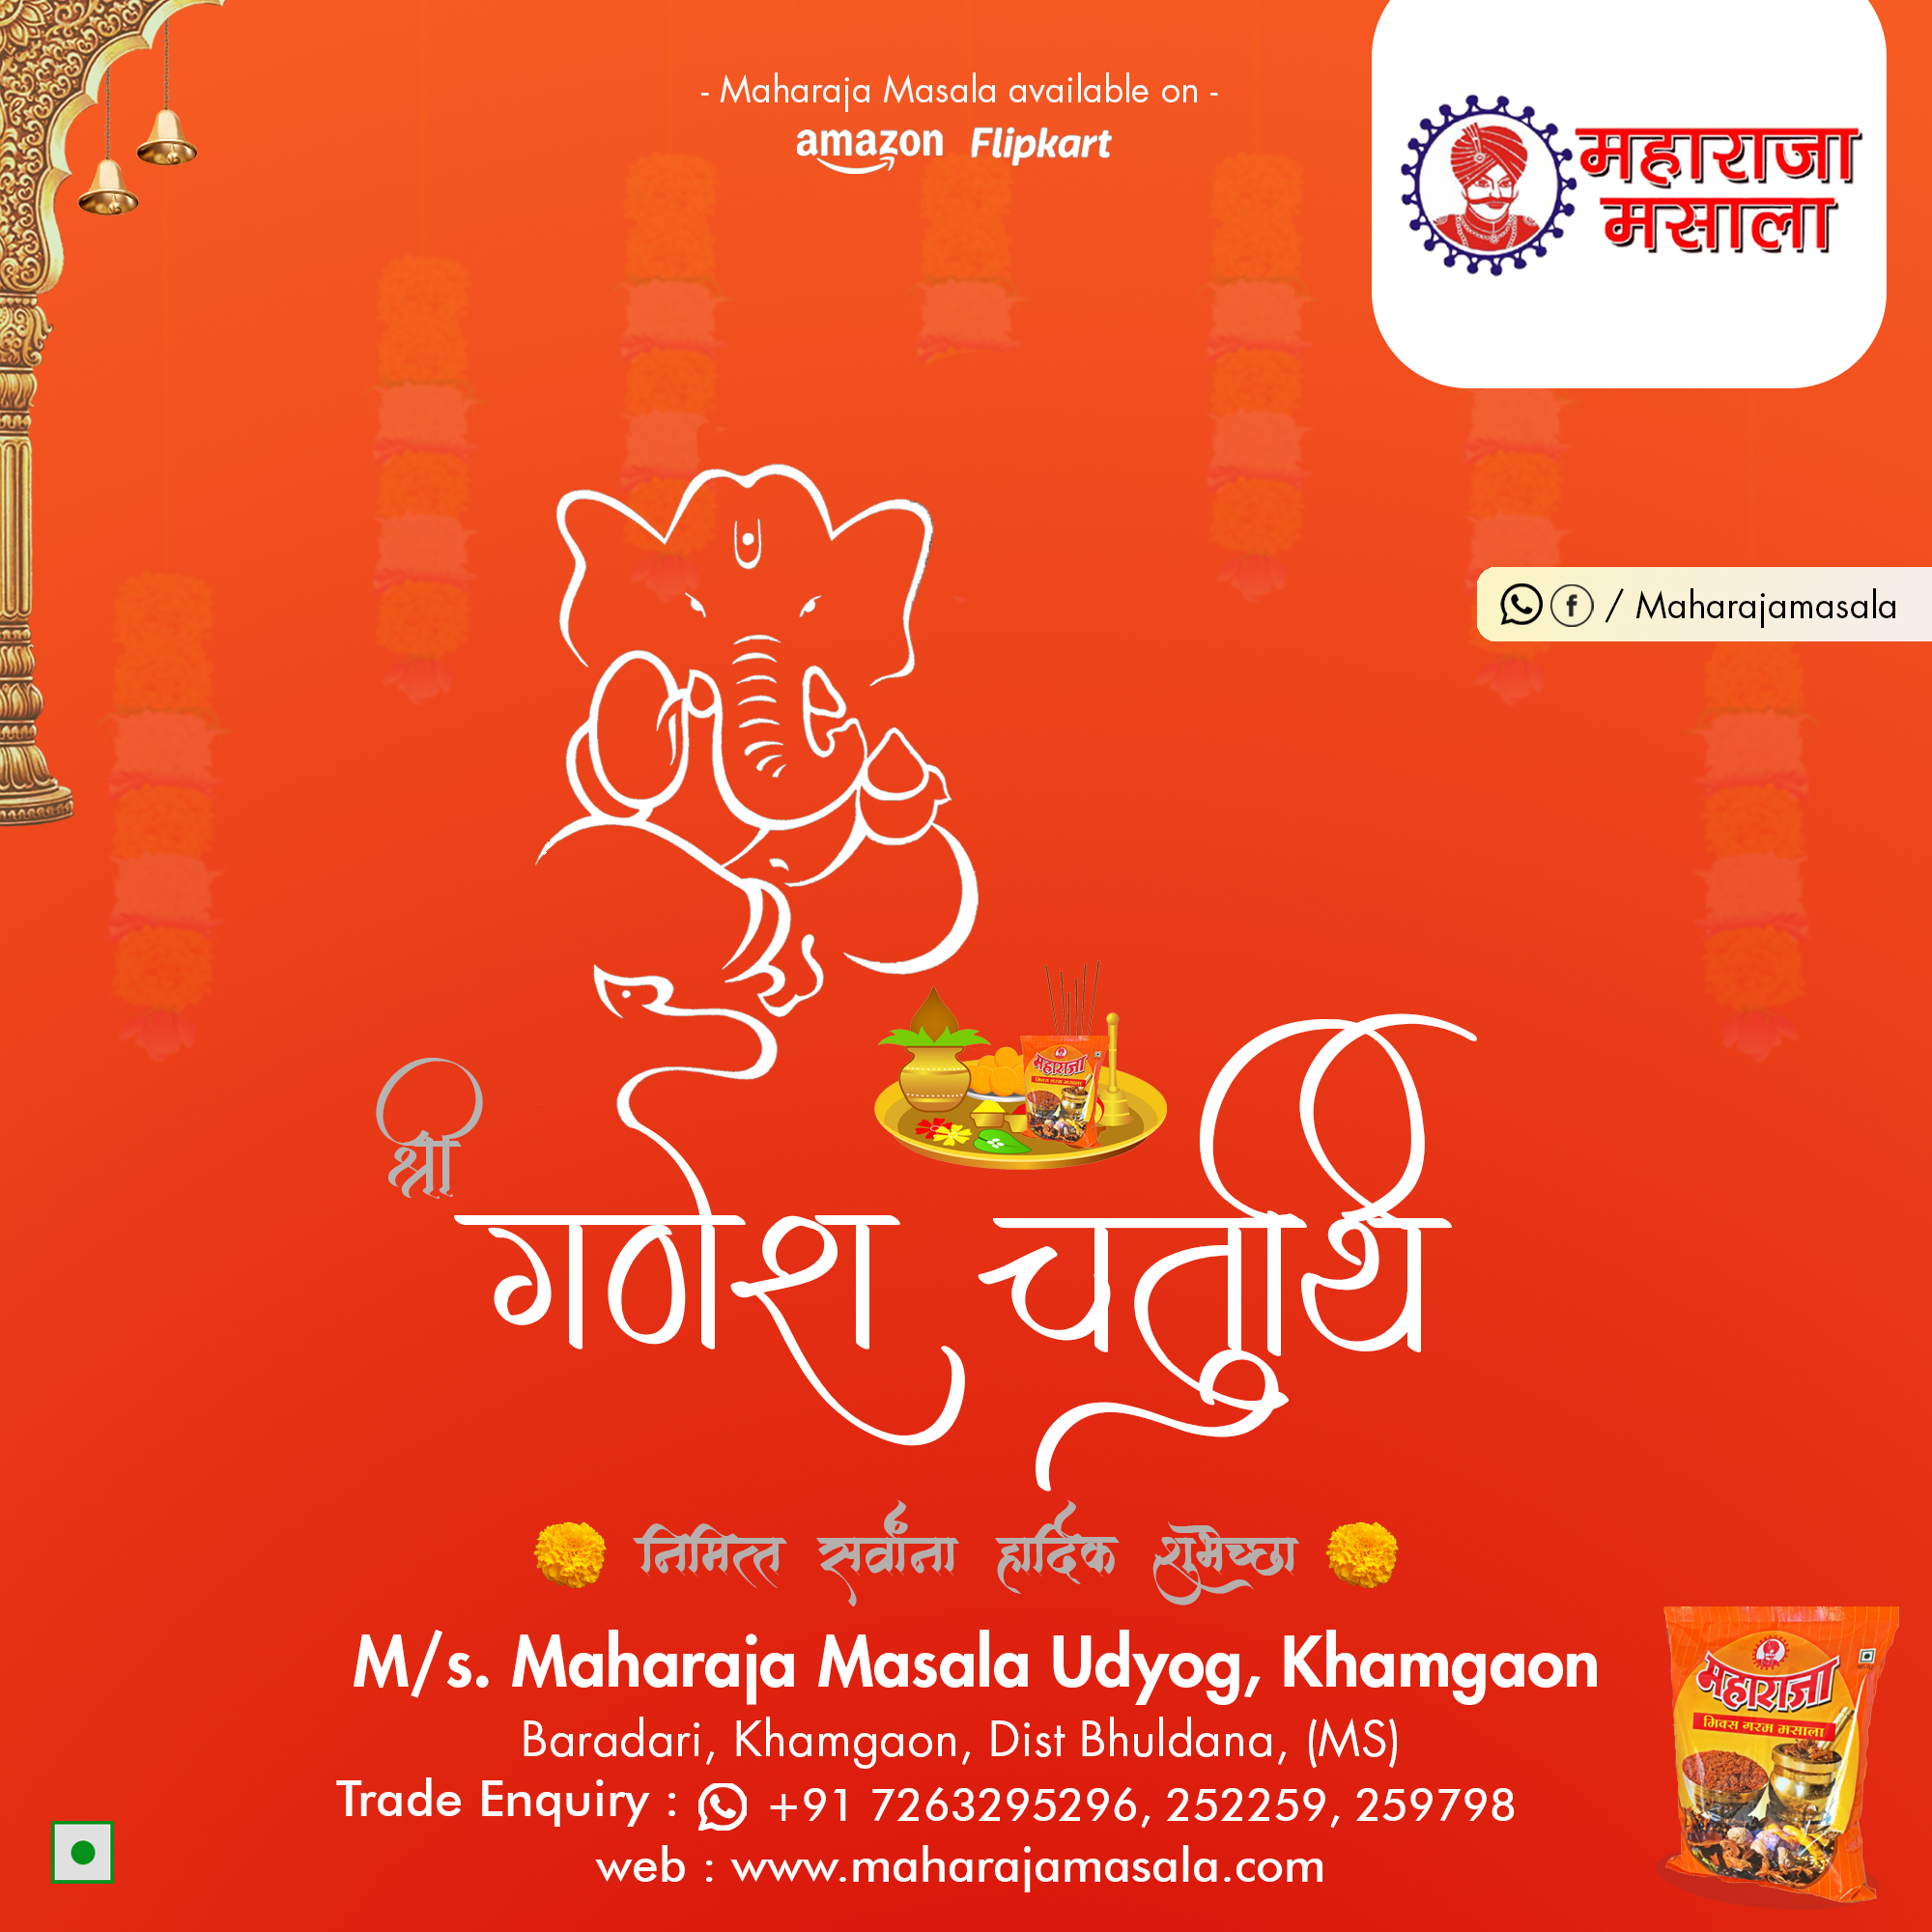 - Maharaja Masala available on -
amazon Flipkart
महाराजा
मसाला
/ Maharajamasala
महाराजा
श्री
गणेश चतुर्थि
निमित्त सर्वांना हार्दिक शुभेच्छा
M/s. Maharaja Masala Udyog, Khamgaon
Baradari, Khamgaon, Dist Bhuldana, (MS)
Trade Enquiry : +91 7263295296, 252259, 259798
web : www.maharajamasala.com
महाराजा
मिक्स गरम मसाला